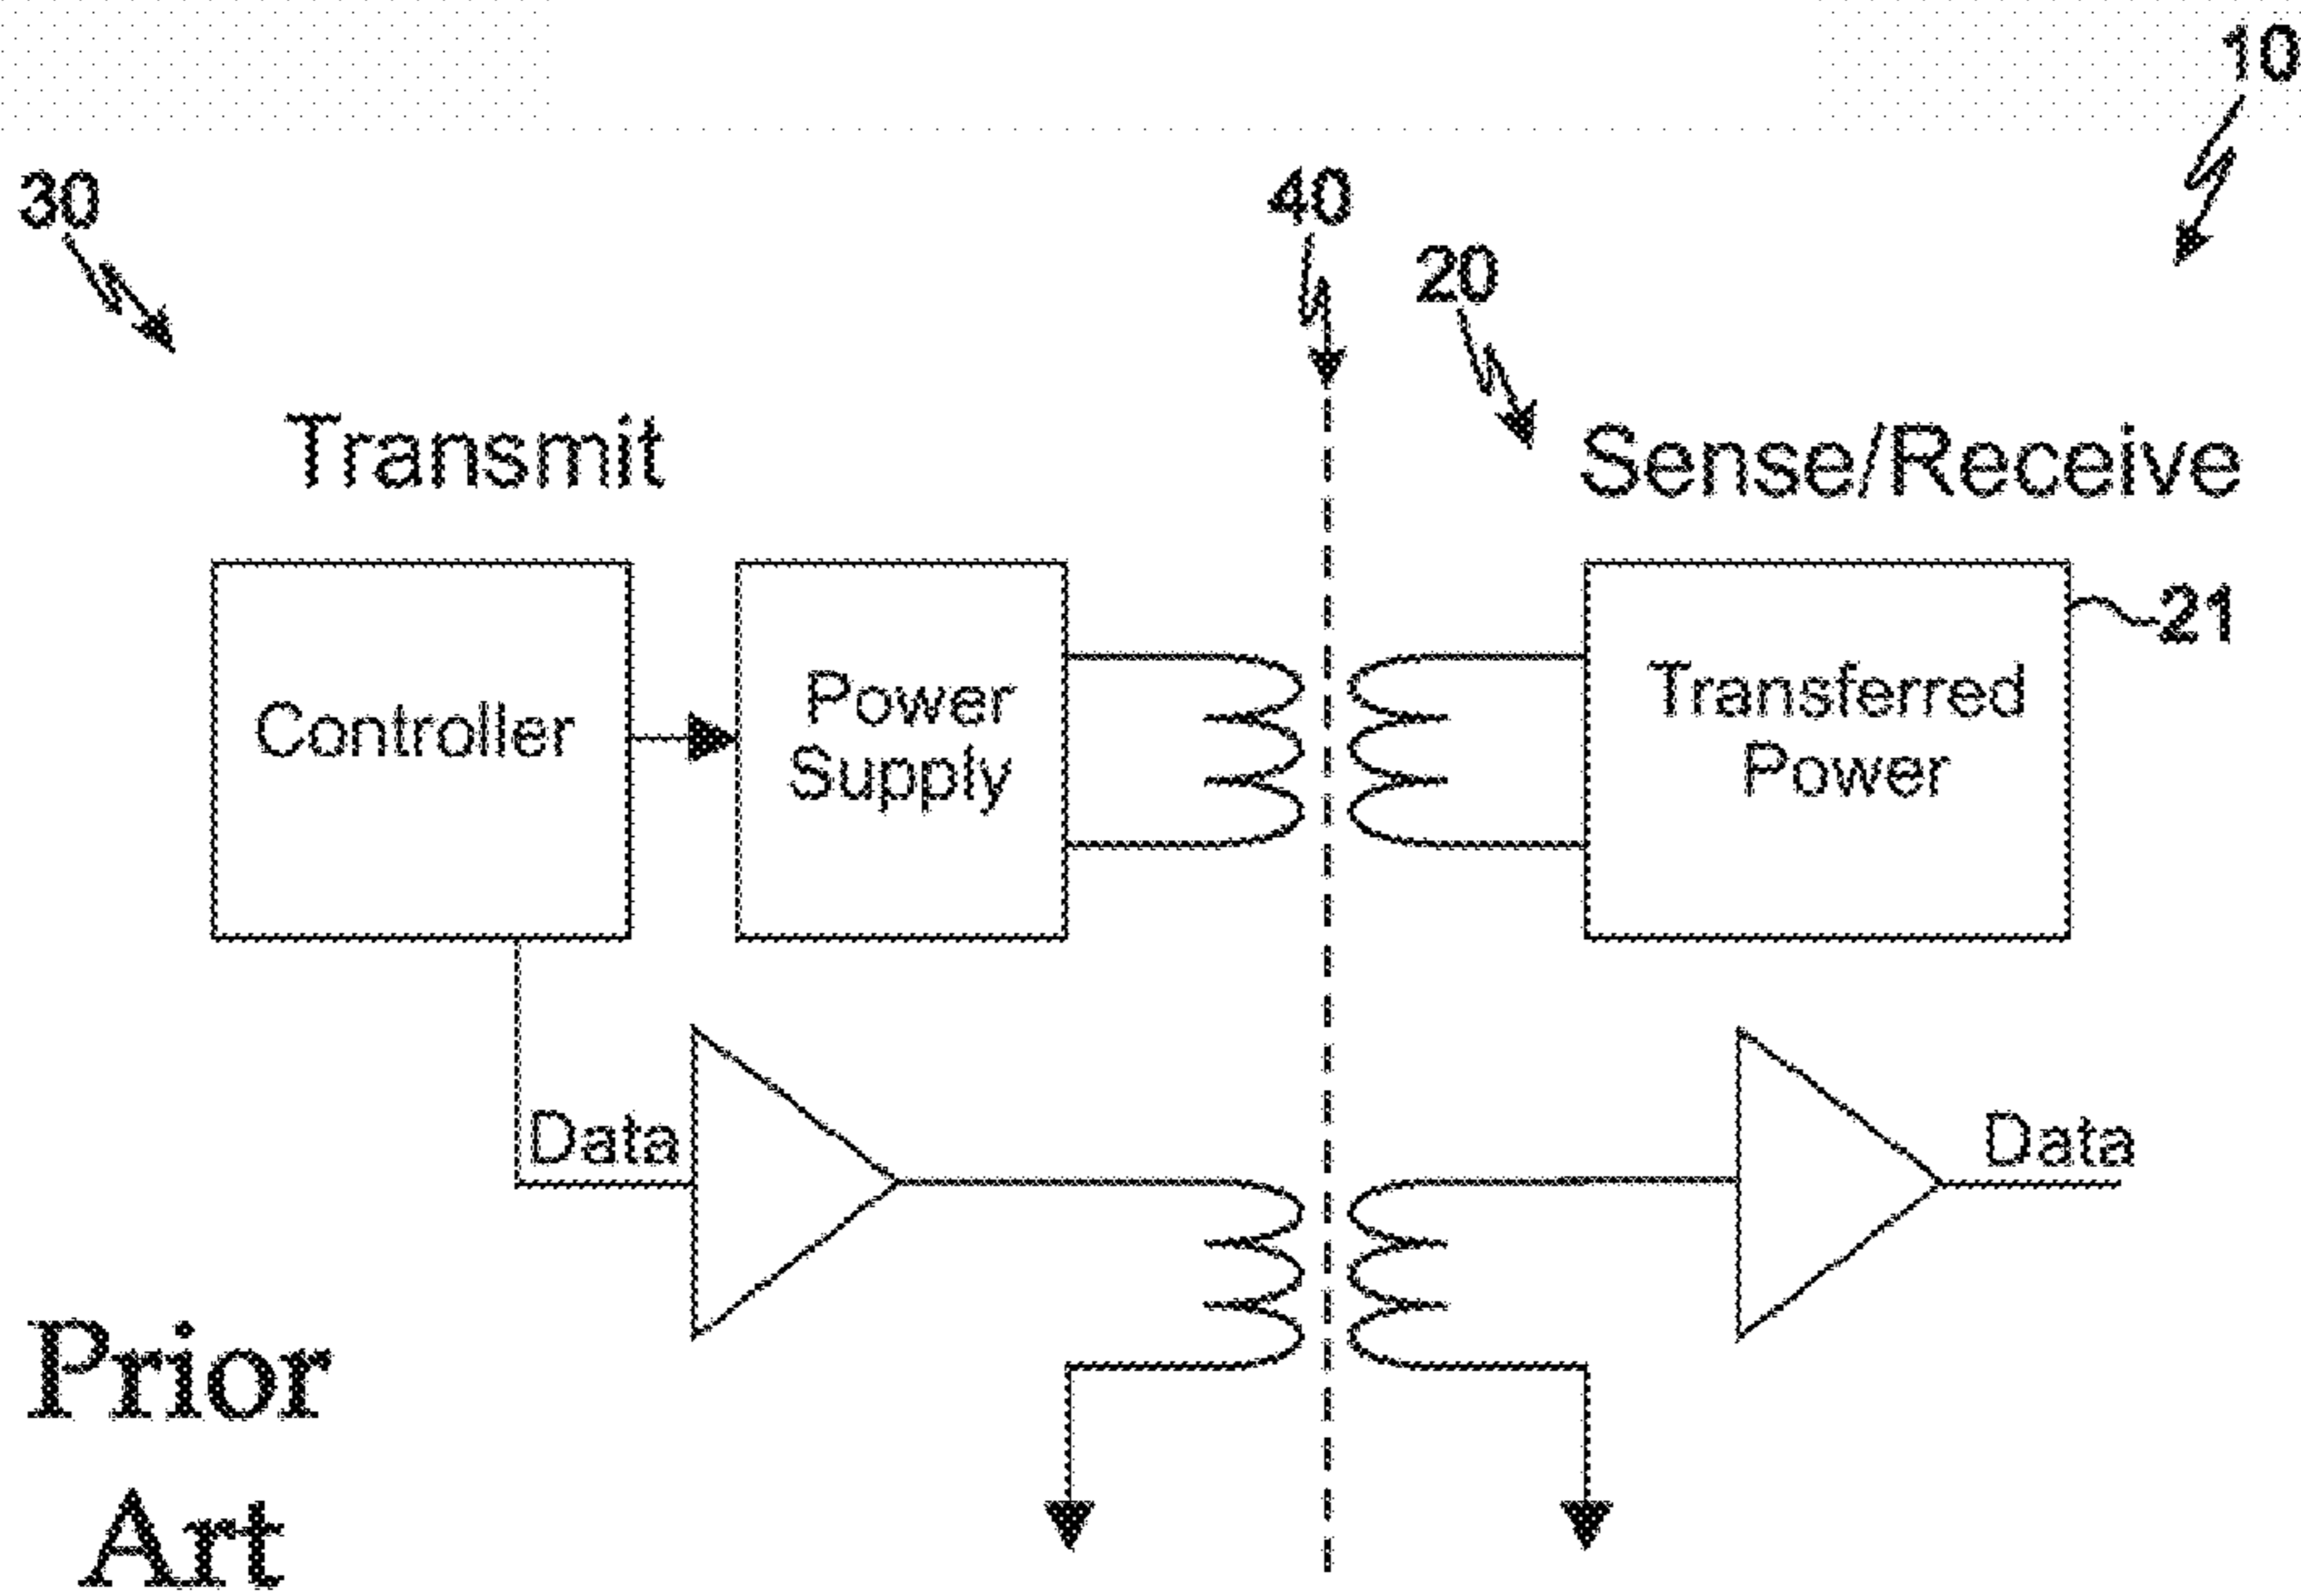 10
30
40
20
Transmit
Sense/Receive
21
Controller
Power
Supply
Transferred
Power
Data
Data
Prior
Art